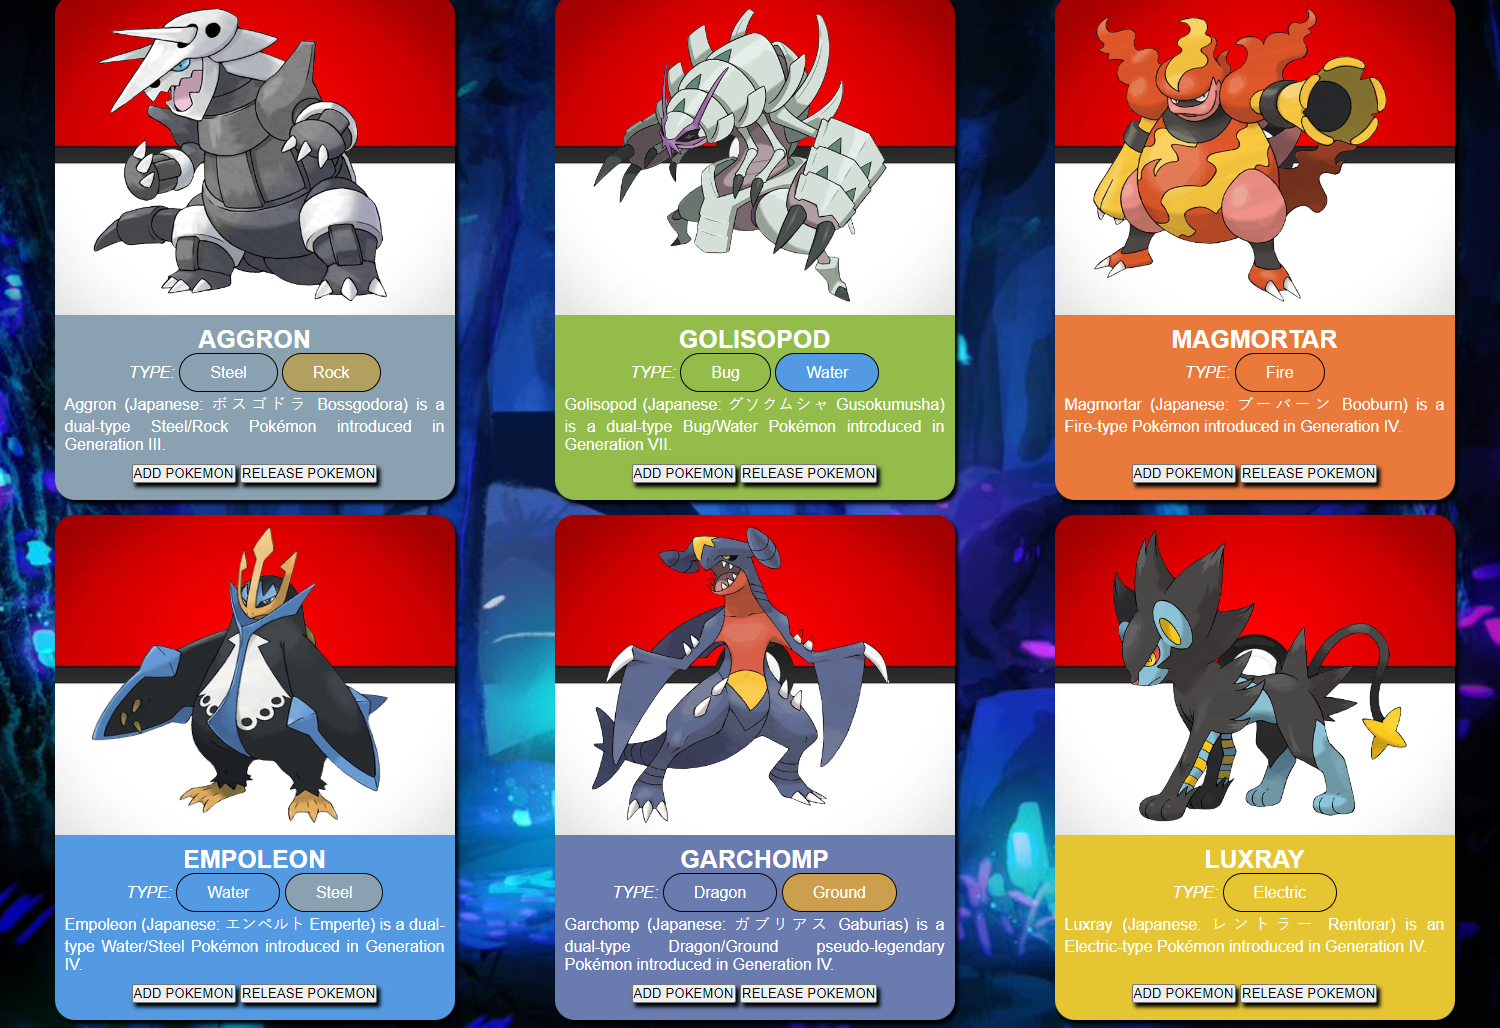 AGGRON
TYPE: Steel Rock
Aggron (Japanese: ボスゴドラ Bossgodora) is a
dual-type Steel/Rock Pokémon introduced in
Generation III.
ADD POKEMON RELEASE POKEMON
GOLISOPOD
TYPE: Bug Water
Golisopod (Japanese: グソクムシャ Gusokumusha)
is a dual-type Bug/Water Pokémon introduced in
Generation VII.
ADD POKEMON RELEASE POKEMON
MAGMORTAR
TYPE: Fire
Magmortar (Japanese: ブーバーン Booburn) is a
Fire-type Pokémon introduced in Generation IV.
ADD POKEMON RELEASE POKEMON
EMPOLEON
TYPE: Water Steel
Empoleon (Japanese: エンペルト Emperte) is a dual-
type Water/Steel Pokémon introduced in Generation
IV.
ADD POKEMON RELEASE POKEMON
GARCHOMP
TYPE: Dragon Ground
Garchomp (Japanese: ガブリアス Gaburias) is a
dual-type Dragon/Ground pseudo-legendary
Pokémon introduced in Generation IV.
ADD POKEMON RELEASE POKEMON
LUXRAY
TYPE: Electric
Luxray (Japanese: レントラー Rentorar) is an
Electric-type Pokémon introduced in Generation IV.
ADD POKEMON RELEASE POKEMON